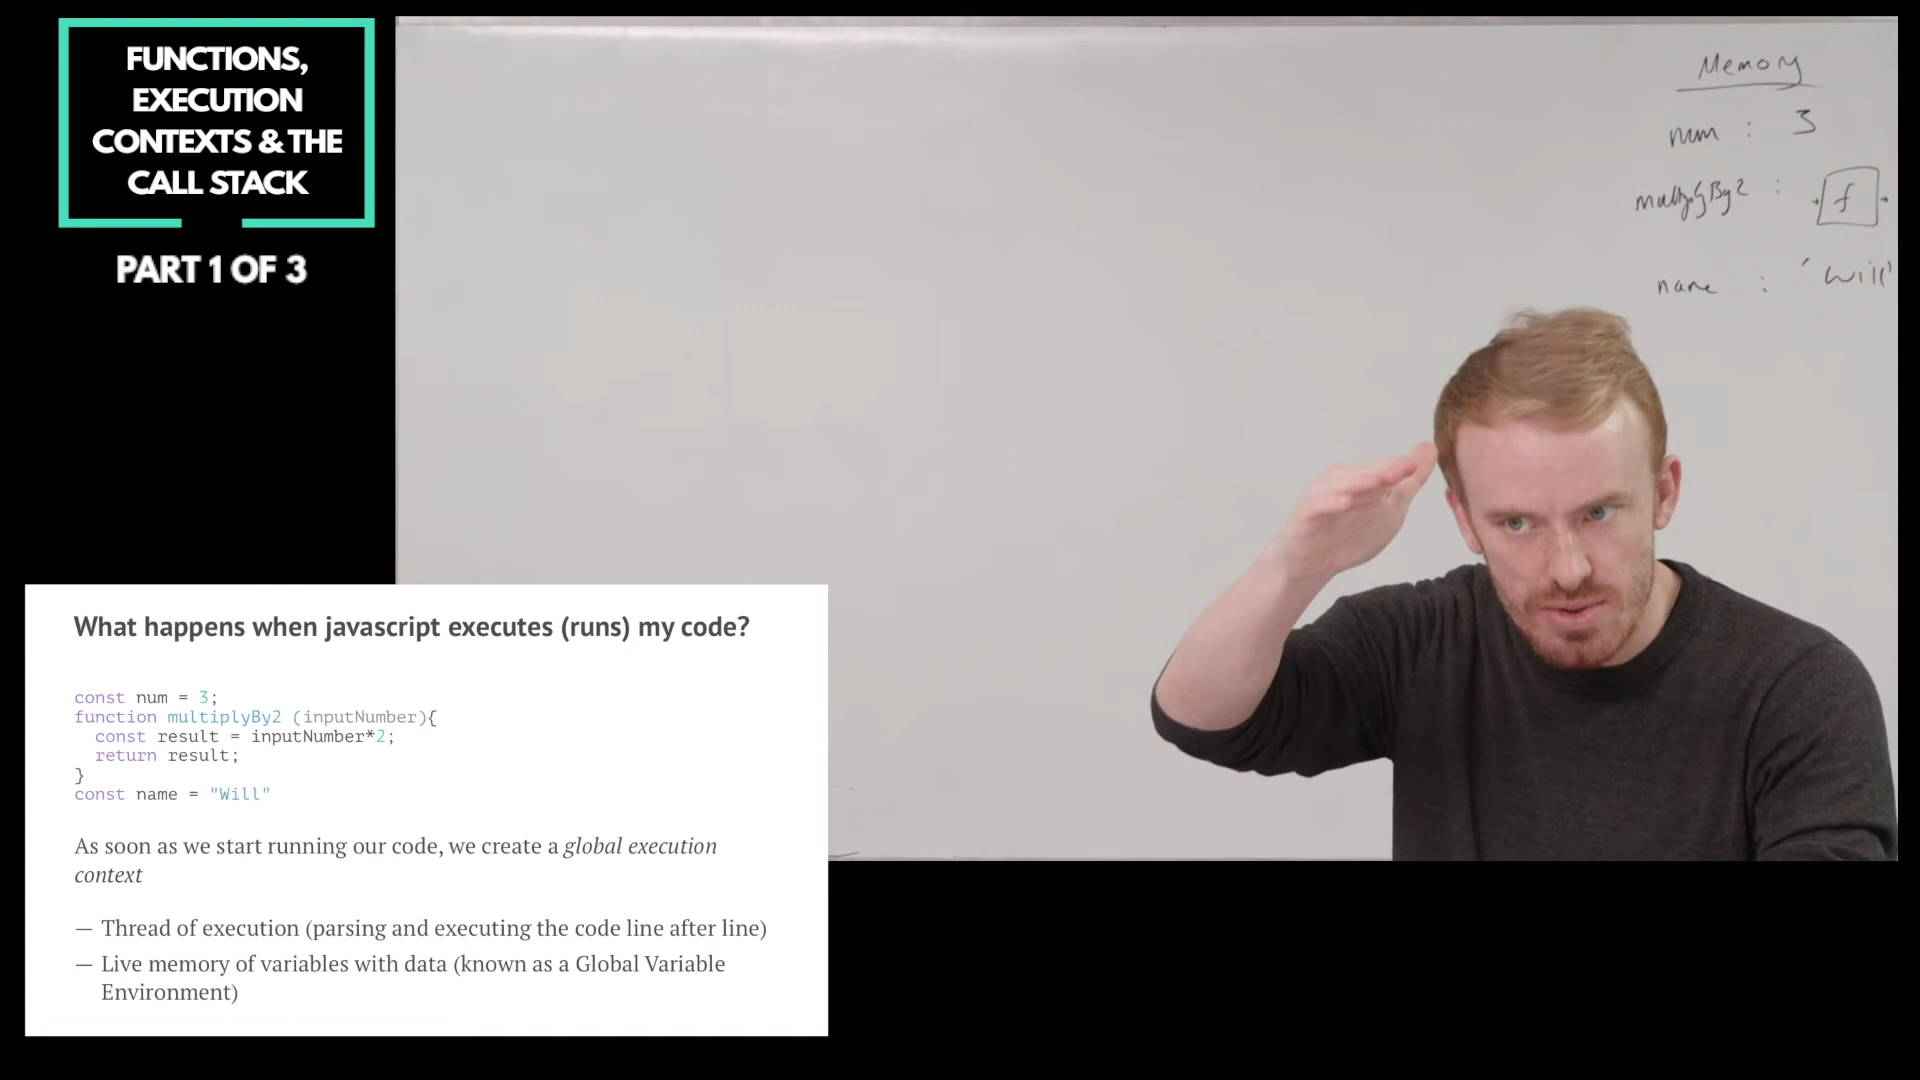 FUNCTIONS,
EXECUTION
CONTEXTS & THE
CALL STACK
PART 1 OF 3
Memory
num : 3
multiplyBy2 : f
name : 'Will'
What happens when javascript executes (runs) my code?
const num = 3;
function multiplyBy2 (inputNumber){
const result = inputNumber*2;
return result;
}
const name = "Will"
As soon as we start running our code, we create a global execution
context
— Thread of execution (parsing and executing the code line after line)
— Live memory of variables with data (known as a Global Variable
Environment)